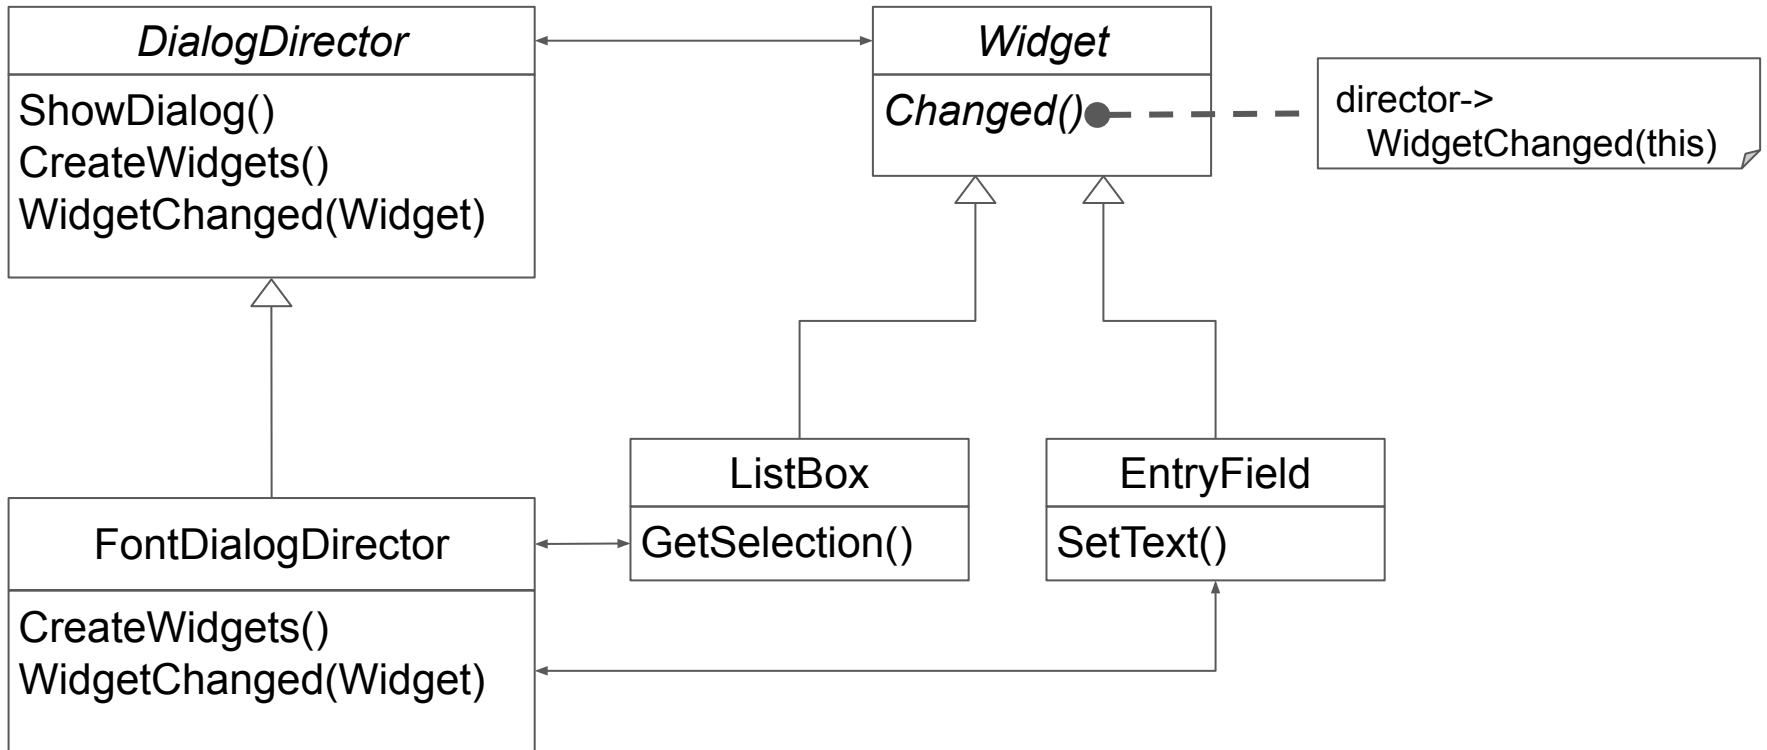 DialogDirector
ShowDialog()
CreateWidgets()
WidgetChanged(Widget)
Widget
Changed()
director->
WidgetChanged(this)
ListBox
GetSelection()
EntryField
SetText()
FontDialogDirector
CreateWidgets()
WidgetChanged(Widget)